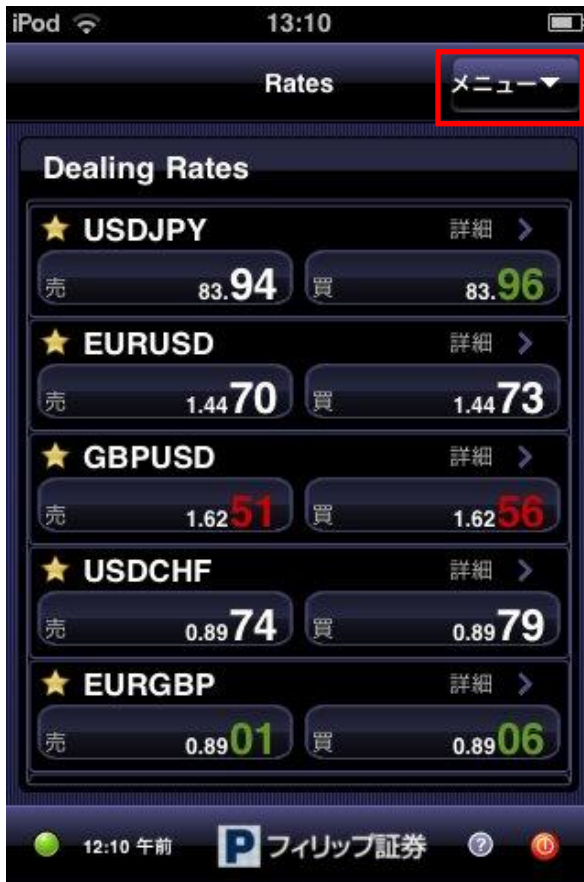 iPod 13:10
Rates メニュー▼
Dealing Rates
USDJPY 詳細 >
売 83.94 買 83.96
EURUSD 詳細 >
売 1.4470 買 1.4473
GBPUSD 詳細 >
売 1.6251 買 1.6256
USDCHF 詳細 >
売 0.8974 買 0.8979
EURGBP 詳細 >
売 0.8901 買 0.8906
12:10 午前 P フィリップ証券 ?